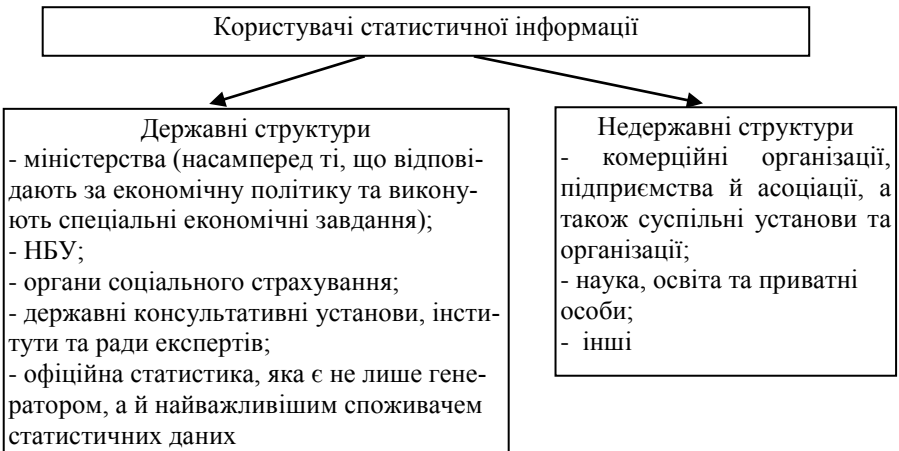 Користувачі статистичної інформації
Державні структури
- міністерства (насамперед ті, що відпові-
дають за економічну політику та викону-
ють спеціальні економічні завдання);
- НБУ;
- органи соціального страхування;
- державні консультативні установи, інсти-
тути та ради експертів;
- офіційна статистика, яка є не лише гене-
ратором, а й найважливішим споживачем
статистичних даних
Недержавні структури
- комерційні організації,
підприємства й асоціації, а
також суспільні установи та
організації;
- наука, освіта та приватні
особи;
- інші